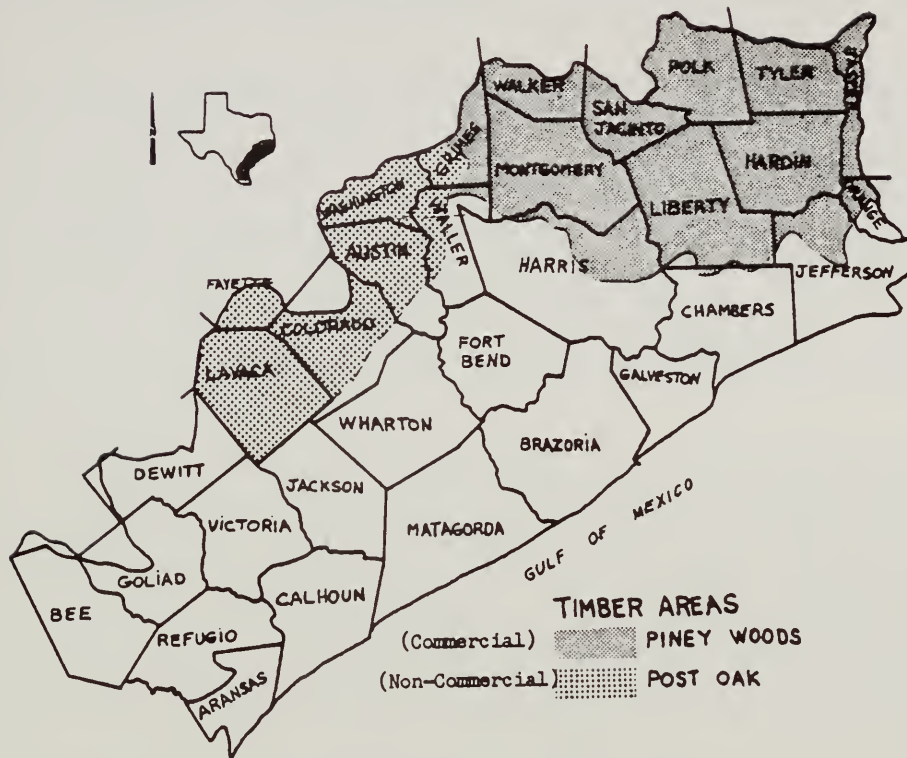 POLK
TYLER
JASPER
WALKER
SAN
JACINTO
GRIMES
MONTGOMERY
HARDIN
WASHINGTON
WALLER
LIBERTY
ORANGE
AUSTIN
HARRIS
JEFFERSON
FAYETTE
COLORADO
CHAMBERS
FORT
BEND
LAVACA
GALVESTON
WHARTON
BRAZORIA
DEWITT
JACKSON
VICTORIA
MATAGORDA
GULF OF MEXICO
GOLIAD
CALHOUN
BEE
REFUGIO
ARANSAS
TIMBER AREAS
(Commercial) PINEY WOODS
(Non-Commercial) POST OAK